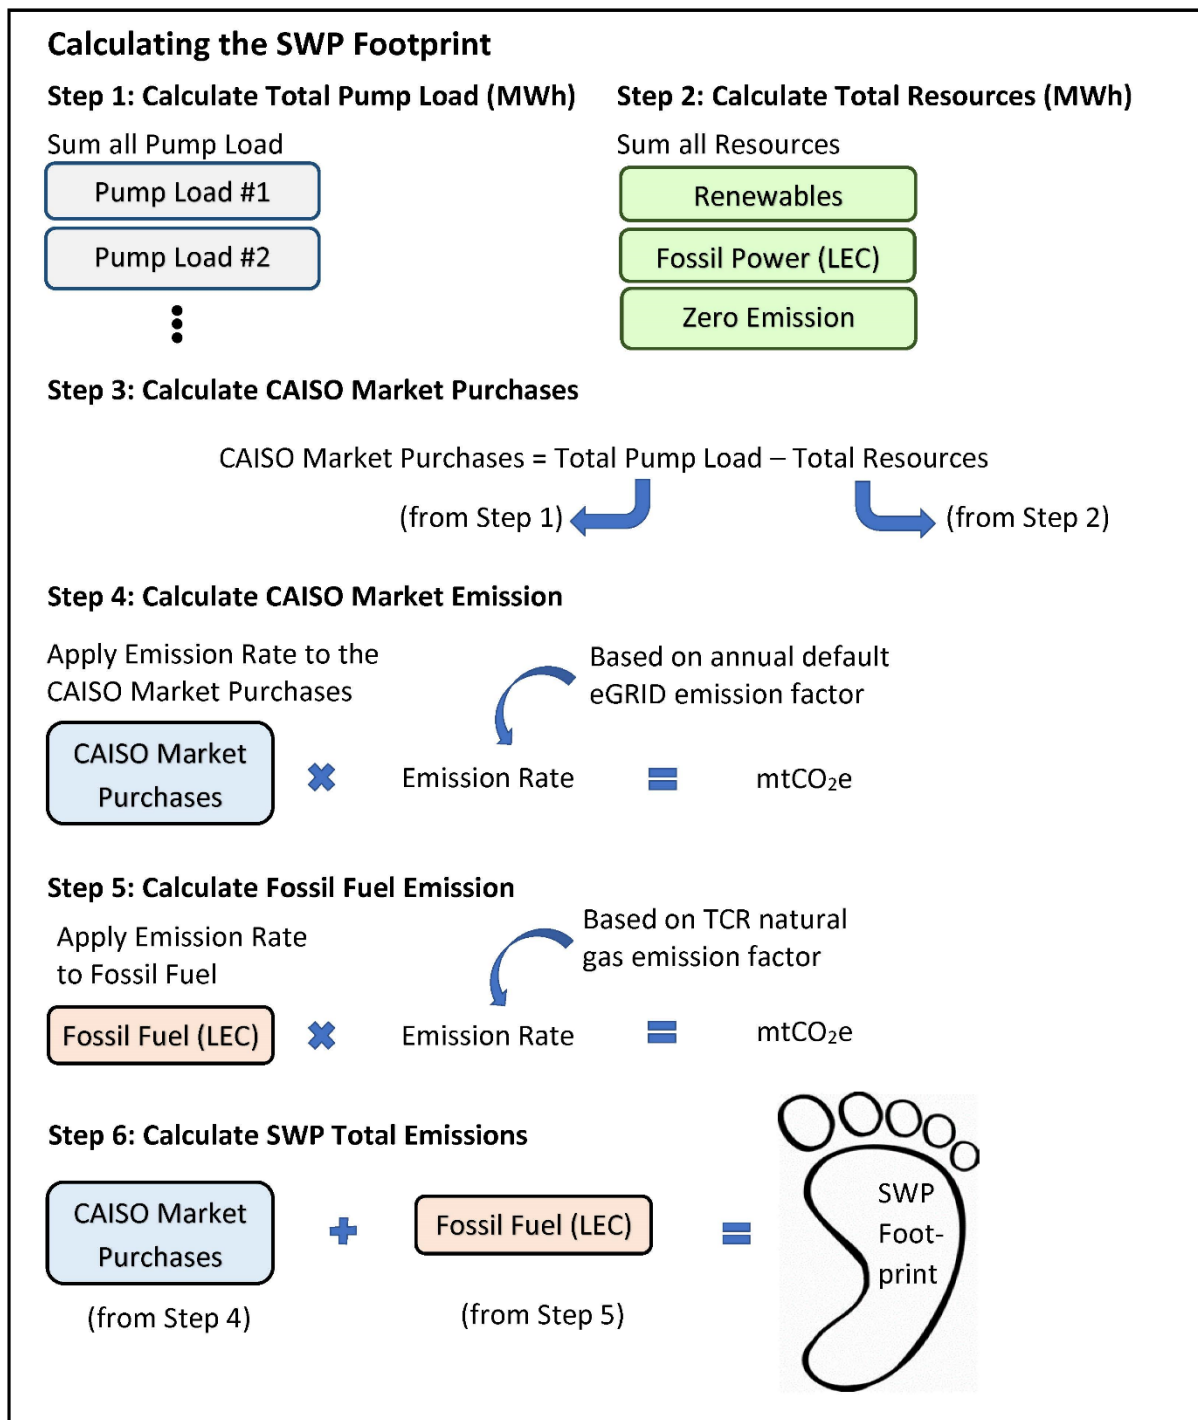 Calculating the SWP Footprint
Step 1: Calculate Total Pump Load (MWh)
Sum all Pump Load
Pump Load #1
Pump Load #2
Step 2: Calculate Total Resources (MWh)
Sum all Resources
Renewables
Fossil Power (LEC)
Zero Emission
Step 3: Calculate CAISO Market Purchases
CAISO Market Purchases = Total Pump Load – Total Resources
(from Step 1)
(from Step 2)
Step 4: Calculate CAISO Market Emission
Apply Emission Rate to the
CAISO Market Purchases
Based on annual default
eGRID emission factor
CAISO Market
Purchases
Emission Rate
mtCO₂e
Step 5: Calculate Fossil Fuel Emission
Apply Emission Rate
to Fossil Fuel
Based on TCR natural
gas emission factor
Fossil Fuel (LEC)
Emission Rate
mtCO₂e
Step 6: Calculate SWP Total Emissions
CAISO Market
Purchases
(from Step 4)
Fossil Fuel (LEC)
(from Step 5)
SWP
Foot-
print